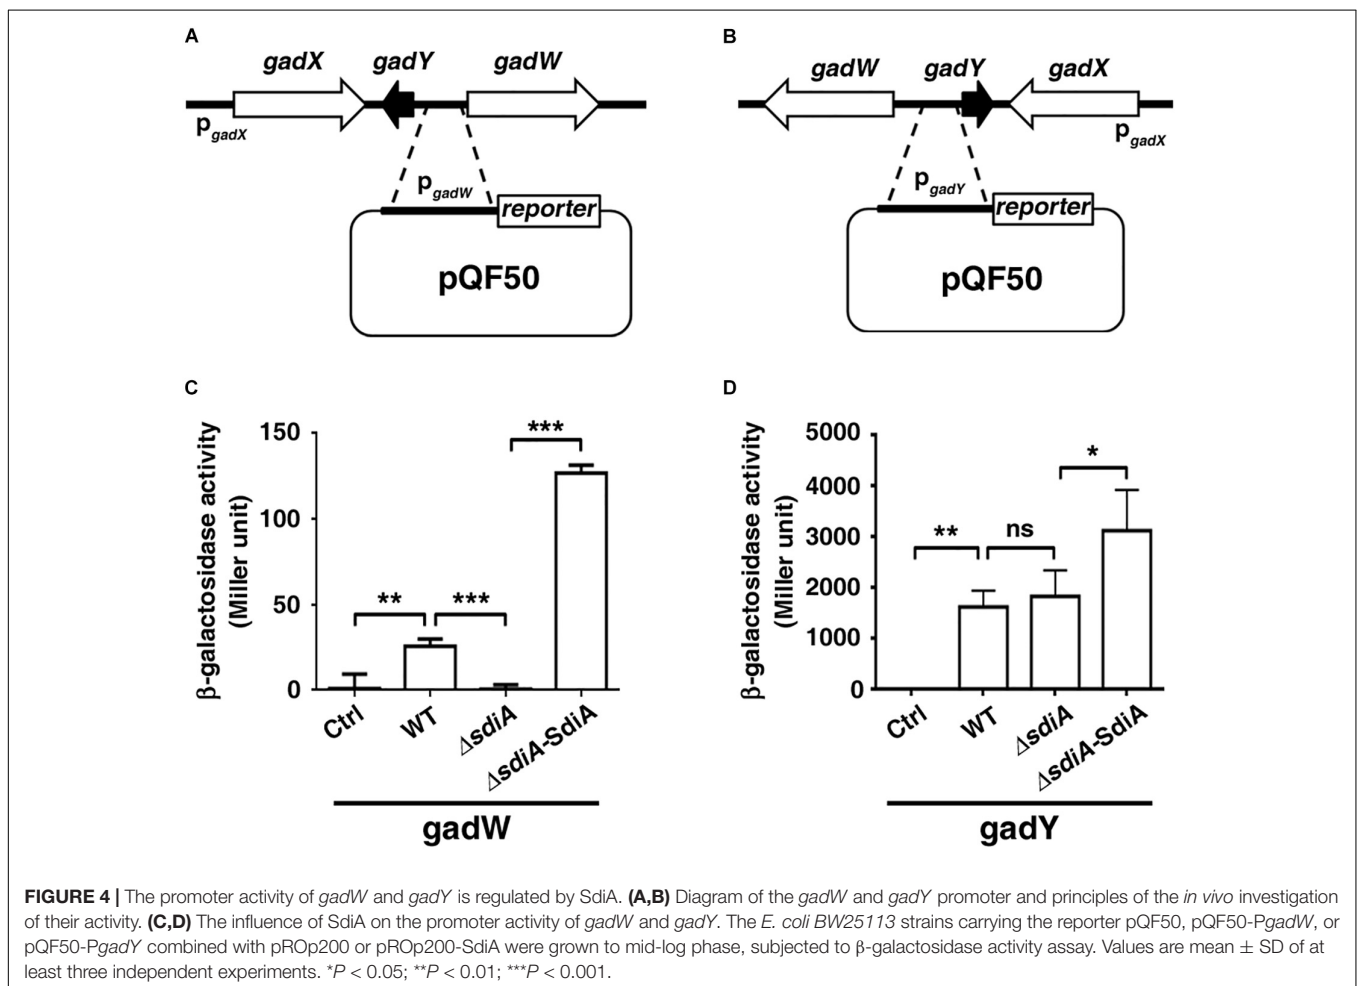 A
B
gadX
gadY
gadW
gadW
gadY
gadX
PgadX
PgadX
PgadW
PgadY
reporter
reporter
pQF50
pQF50
C
D
β-galactosidase activity
(Miller unit)
150
100
50
0
**
***
***
Ctrl
WT
ΔsdiA
ΔsdiA-SdiA
gadW
β-galactosidase activity
(Miller unit)
5000
4000
3000
2000
1000
0
**
ns
*
Ctrl
WT
ΔsdiA
ΔsdiA-SdiA
gadY
FIGURE 4 | The promoter activity of gadW and gadY is regulated by SdiA. (A,B) Diagram of the gadW and gadY promoter and principles of the in vivo investigation
of their activity. (C,D) The influence of SdiA on the promoter activity of gadW and gadY. The E. coli BW25113 strains carrying the reporter pQF50, pQF50-PgadW, or
pQF50-PgadY combined with pROp200 or pROp200-SdiA were grown to mid-log phase, subjected to β-galactosidase activity assay. Values are mean ± SD of at
least three independent experiments. *P < 0.05; **P < 0.01; ***P < 0.001.